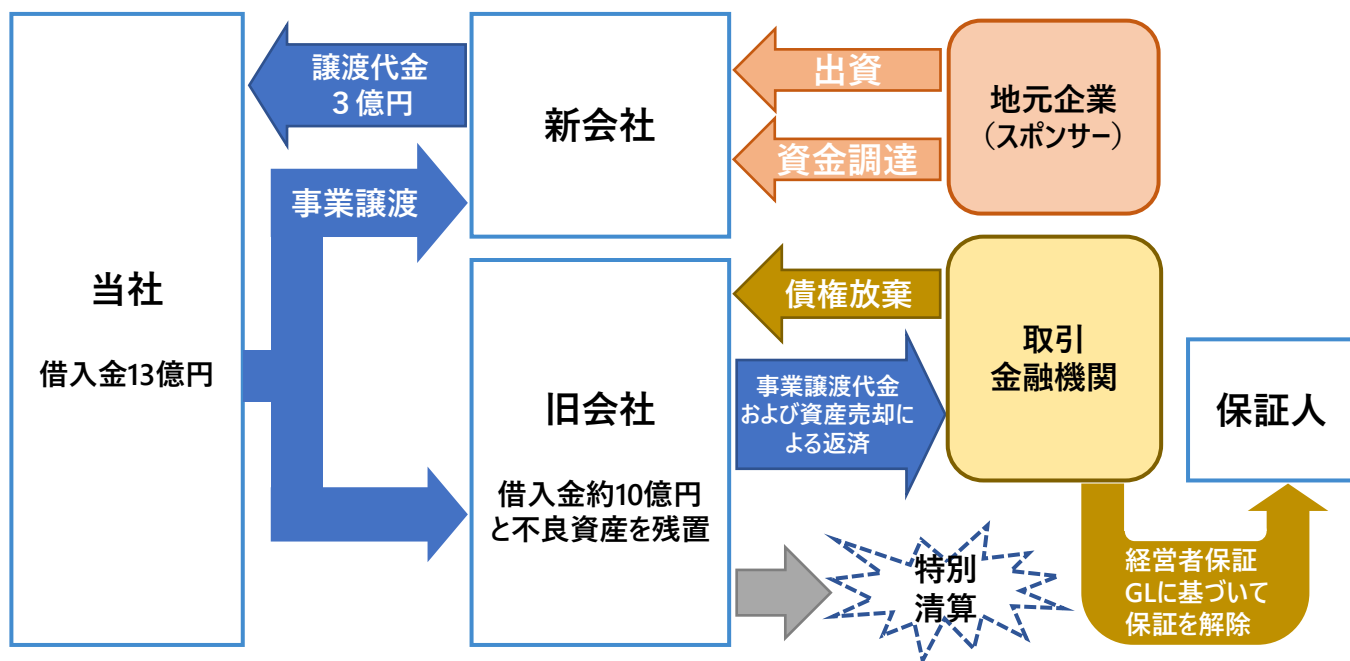 当社
借入金13億円
譲渡代金
３億円
事業譲渡
新会社
出資
資金調達
地元企業
（スポンサー）
旧会社
借入金約10億円
と不良資産を残置
債権放棄
事業譲渡代金
および資産売却に
よる返済
取引
金融機関
保証人
特別
清算
経営者保証
GLに基づいて
保証を解除